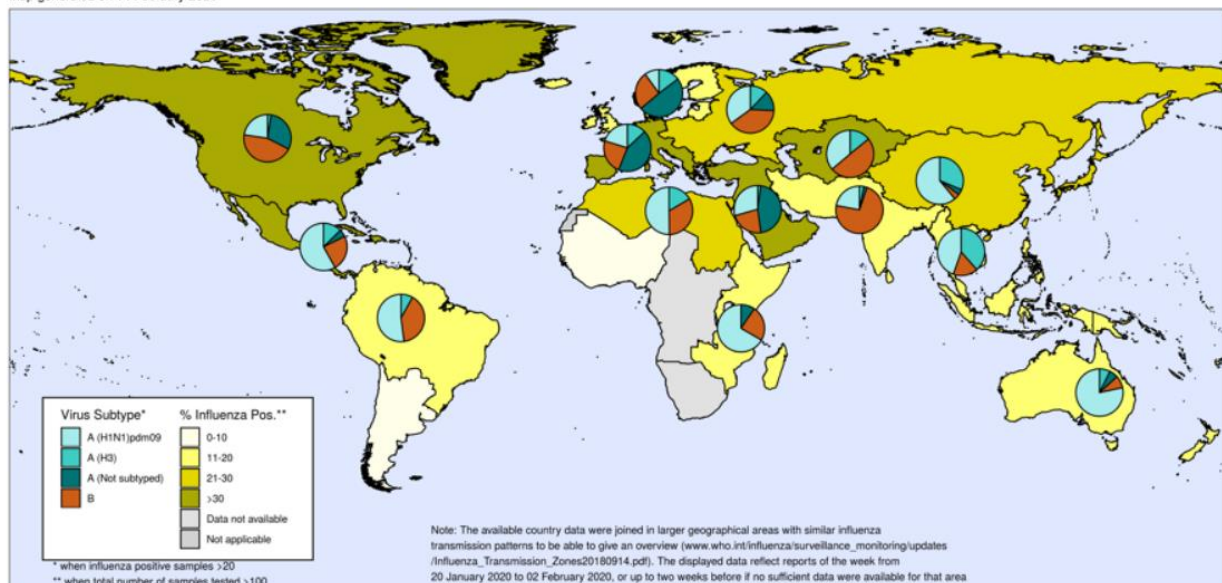 Virus Subtype*
A (H1N1)pdm09
A (H3)
A (Not subtyped)
B
% Influenza Pos.**
0-10
11-20
21-30
>30
Data not available
Not applicable
* when influenza positive samples >20
** when total number of samples tested >100
Note: The available country data were joined in larger geographical areas with similar influenza
transmission patterns to be able to give an overview (www.who.int/influenza/surveillance_monitoring/updates
/Influenza_Transmission_Zones20180914.pdf). The displayed data reflect reports of the week from
20 January 2020 to 02 February 2020, or up to two weeks before if no sufficient data were available for that area